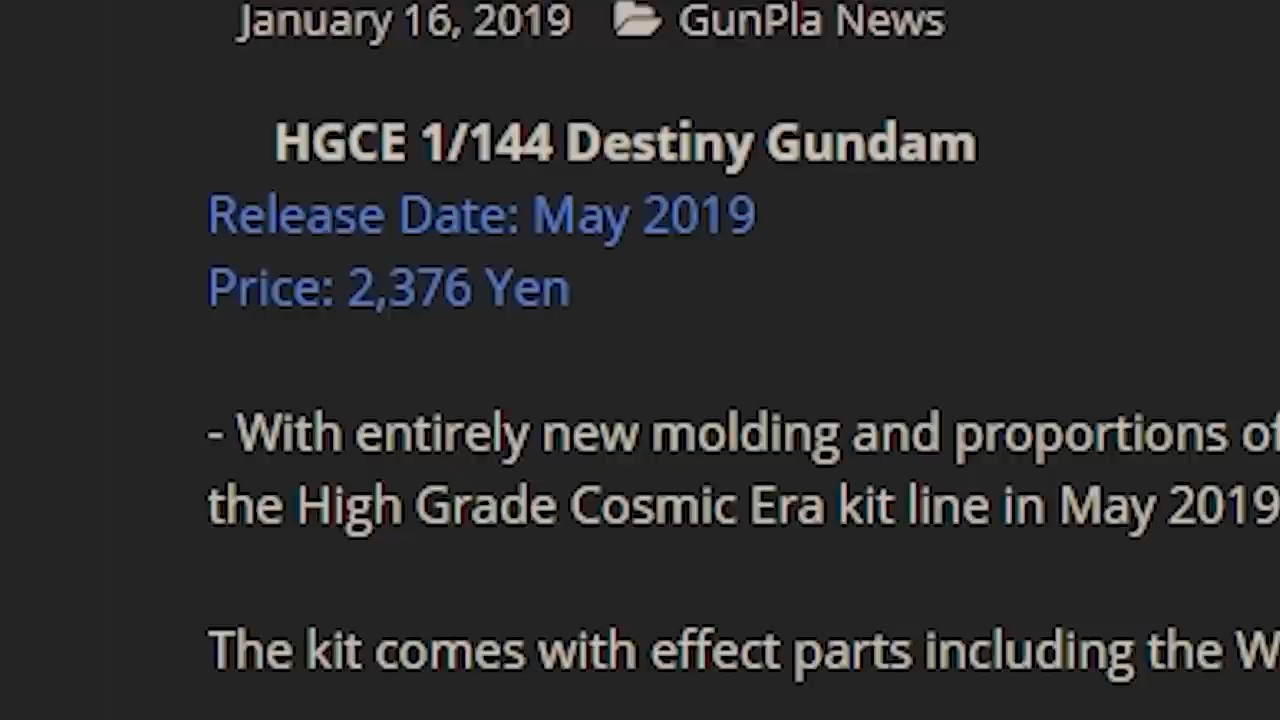 January 16, 2019 GunPla News
HGCE 1/144 Destiny Gundam
Release Date: May 2019
Price: 2,376 Yen
- With entirely new molding and proportions of
the High Grade Cosmic Era kit line in May 2019
The kit comes with effect parts including the W